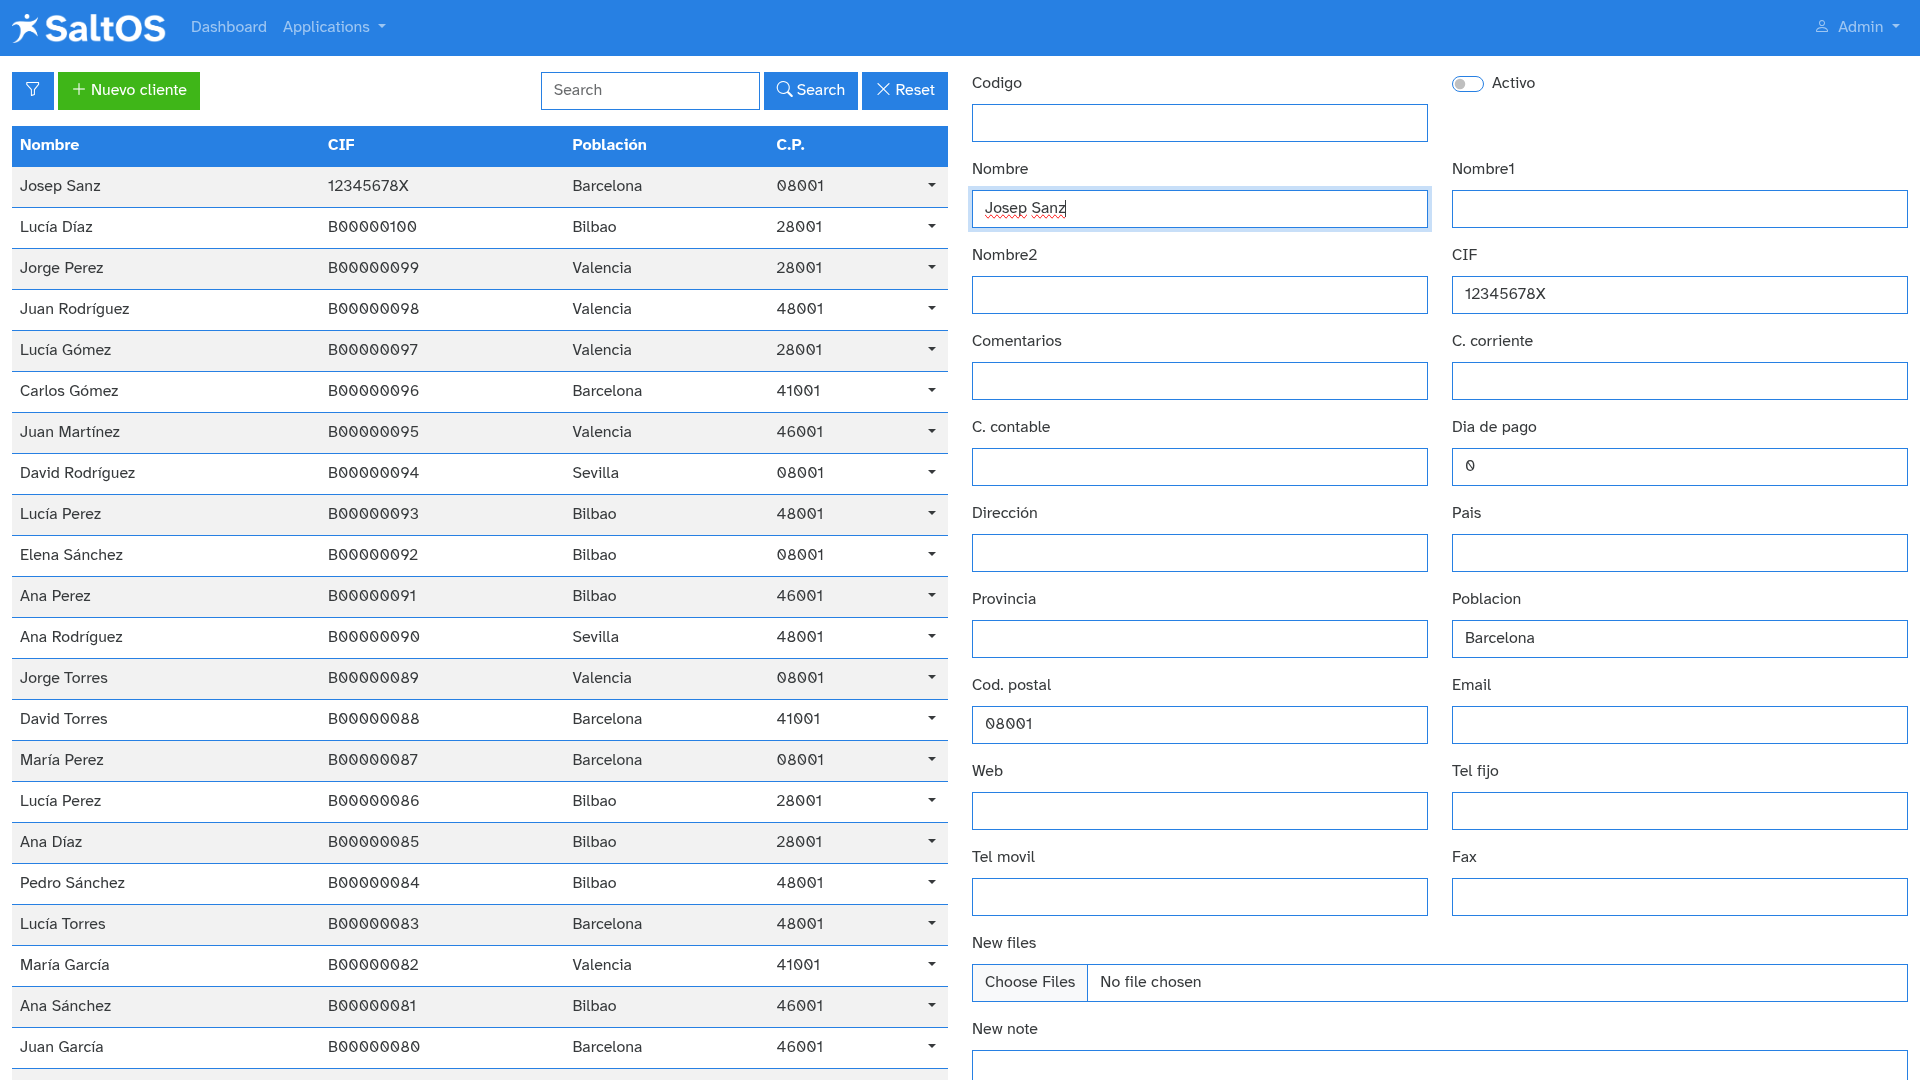 SaltOS Dashboard Applications Admin
Nuevo cliente Search Search Reset
Nombre CIF Población C.P.
Josep Sanz 12345678X Barcelona 08001
Lucía Díaz B00000100 Bilbao 28001
Jorge Perez B00000099 Valencia 28001
Juan Rodríguez B00000098 Valencia 48001
Lucía Gómez B00000097 Valencia 28001
Carlos Gómez B00000096 Barcelona 41001
Juan Martínez B00000095 Valencia 46001
David Rodríguez B00000094 Sevilla 08001
Lucía Perez B00000093 Bilbao 48001
Elena Sánchez B00000092 Bilbao 08001
Ana Perez B00000091 Bilbao 46001
Ana Rodríguez B00000090 Sevilla 48001
Jorge Torres B00000089 Valencia 08001
David Torres B00000088 Barcelona 41001
María Perez B00000087 Barcelona 08001
Lucía Perez B00000086 Bilbao 28001
Ana Díaz B00000085 Bilbao 28001
Pedro Sánchez B00000084 Bilbao 48001
Lucía Torres B00000083 Barcelona 48001
María García B00000082 Valencia 41001
Ana Sánchez B00000081 Bilbao 46001
Juan García B00000080 Barcelona 46001
Codigo Activo
Nombre Nombre1
Josep Sanz
Nombre2 CIF
12345678X
Comentarios C. corriente
C. contable Dia de pago
0
Dirección Pais
Provincia Poblacion
Barcelona
Cod. postal Email
08001
Web Tel fijo
Tel movil Fax
New files
Choose Files No file chosen
New note